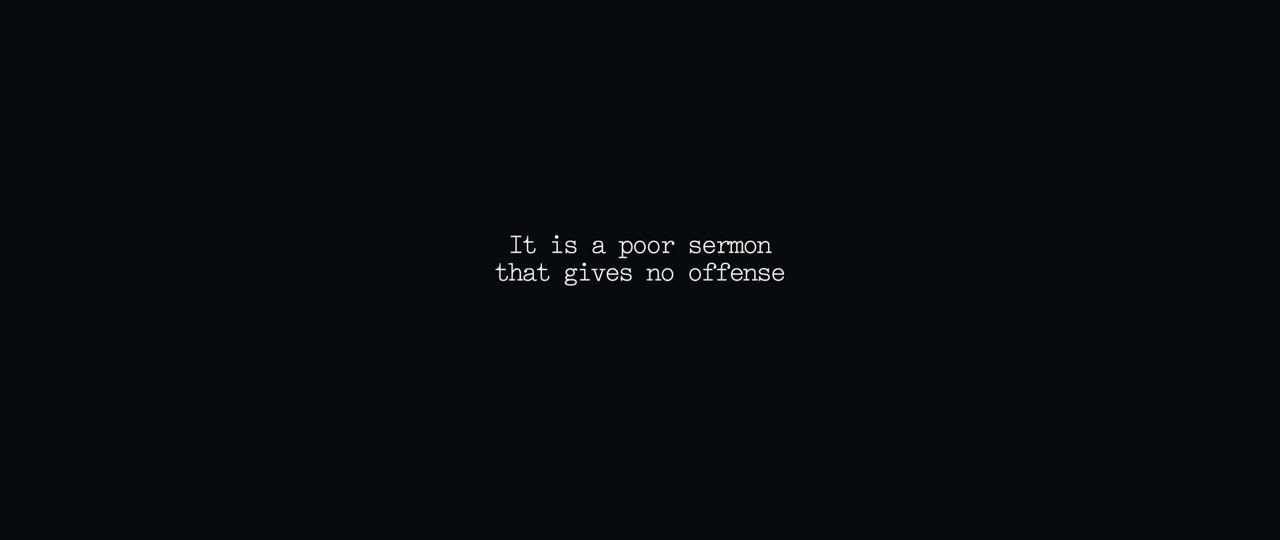 It is a poor sermon
that gives no offense